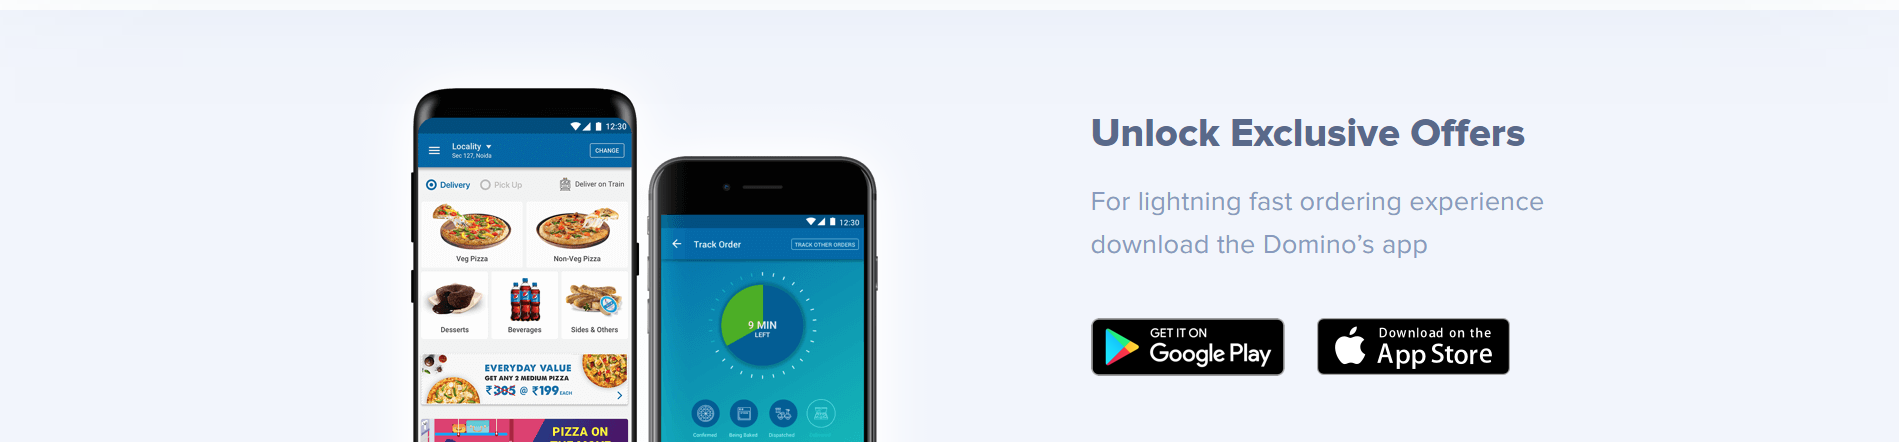 12:30
Locality
Sec 127, Noida
CHANGE
Delivery
Pick Up
Deliver on Train
Veg Pizza
Non-Veg Pizza
Desserts
Beverages
Sides & Others
EVERYDAY VALUE
GET ANY 2 MEDIUM PIZZA
₹305 @ ₹199 EACH
PIZZA ON
12:30
Track Order
TRACK OTHER ORDERS
9 MIN
LEFT
Confirmed
Being Baked
Dispatched
Unlock Exclusive Offers
For lightning fast ordering experience
download the Domino's app
GET IT ON
Google Play
Download on the
App Store